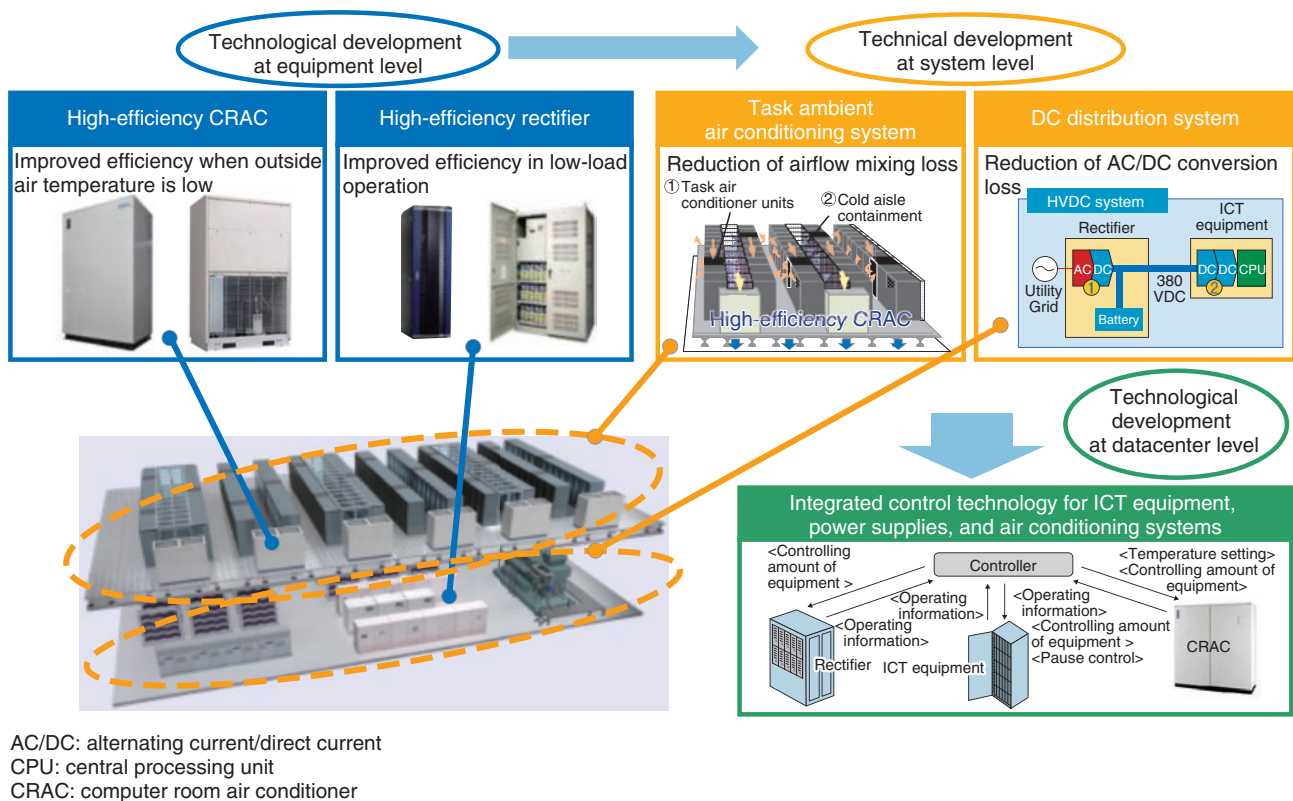 Technological development
at equipment level
Technical development
at system level
High-efficiency CRAC
Improved efficiency when outside
air temperature is low
High-efficiency rectifier
Improved efficiency in low-load
operation
Task ambient
air conditioning system
Reduction of airflow mixing loss
① Task air
conditioner units
② Cold aisle
containment
High-efficiency CRAC
DC distribution system
Reduction of AC/DC conversion
loss
HVDC system
Rectifier
ICT
equipment
AC DC
①
DC DC CPU
②
Utility
Grid
380
VDC
Battery
Technological
development
at datacenter level
Integrated control technology for ICT equipment,
power supplies, and air conditioning systems
<Controlling
amount of
equipment >
Controller
<Temperature setting>
<Controlling amount of
equipment>
<Operating
information>
<Operating
information>
<Operating
information>
<Controlling amount
of equipment >
<Pause control>
Rectifier
ICT equipment
CRAC
AC/DC: alternating current/direct current
CPU: central processing unit
CRAC: computer room air conditioner